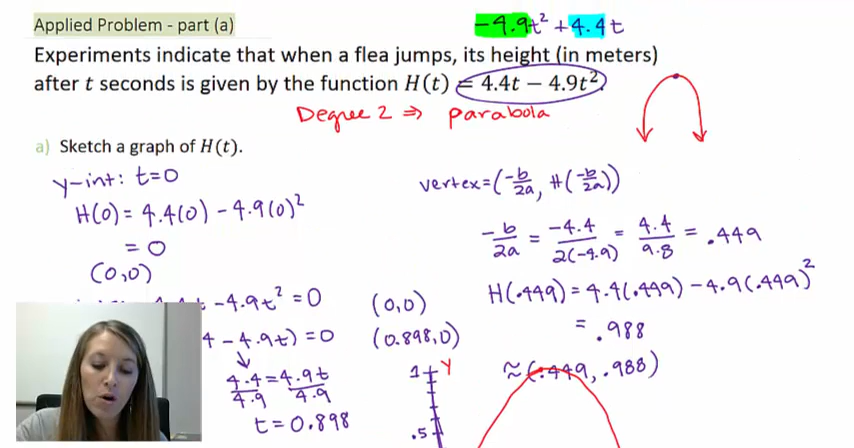 Applied Problem - part (a)
-4.9t² + 4.4t
Experiments indicate that when a flea jumps, its height (in meters)
after t seconds is given by the function H(t) = 4.4t − 4.9t².
Degree 2 ⇒ parabola
a) Sketch a graph of H(t).
y-int: t=0
H(0) = 4.4(0) - 4.9(0)²
= 0
(0,0)
t - 4.9t² = 0
(0,0)
4 - 4.9t) = 0
(0.898,0)
4.4 = 4.9t
4.9 4.9
t = 0.898
vertex = (-b/2a, H(-b/2a))
-b/2a = -4.4/2(-4.9) = 4.4/9.8 = .449
H(.449) = 4.4(.449) - 4.9(.449)²
= .988
≈ (.449, .988)
1 y
.5